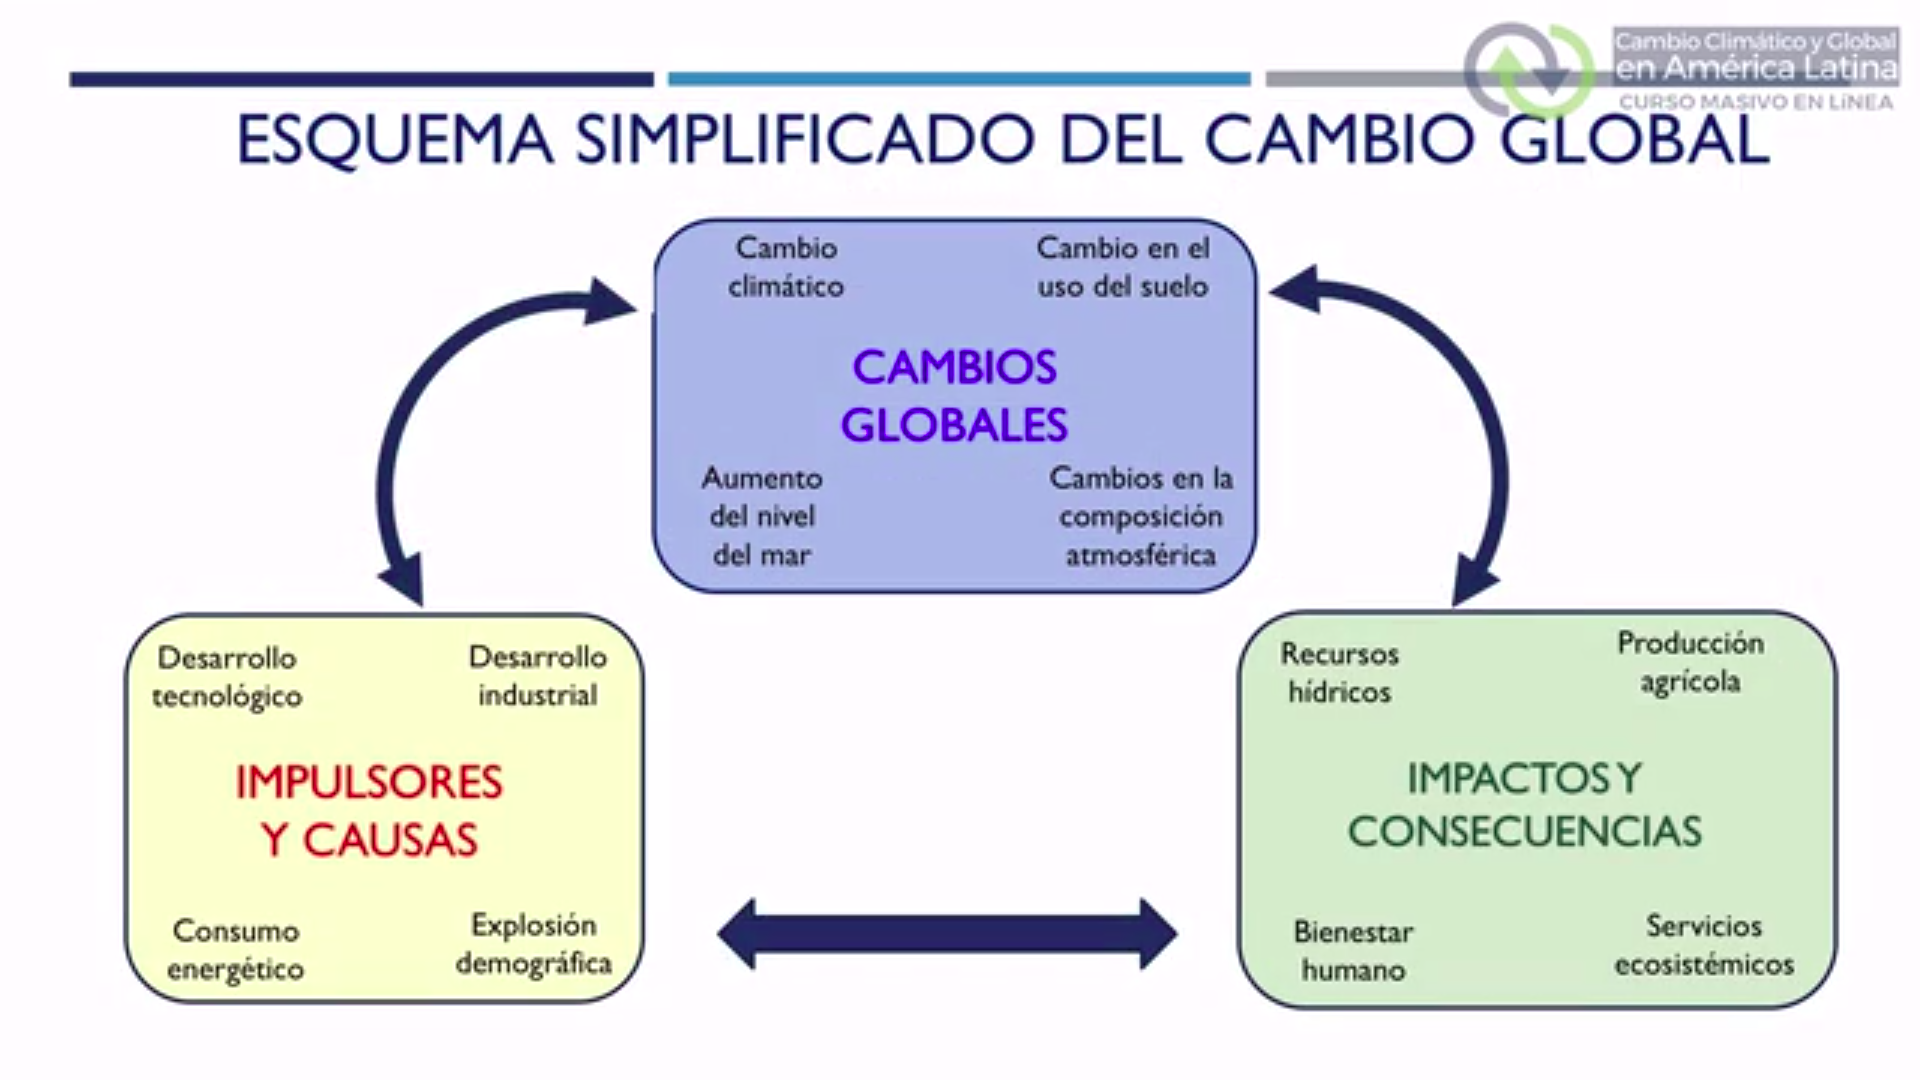 Cambio Climático y Global
en América Latina
CURSO MASIVO EN LÍNEA
ESQUEMA SIMPLIFICADO DEL CAMBIO GLOBAL
Cambio
climático
Cambio en el
uso del suelo
CAMBIOS
GLOBALES
Aumento
del nivel
del mar
Cambios en la
composición
atmosférica
Desarrollo
tecnológico
Desarrollo
industrial
IMPULSORES
Y CAUSAS
Consumo
energético
Explosión
demográfica
Recursos
hídricos
Producción
agrícola
IMPACTOS Y
CONSECUENCIAS
Bienestar
humano
Servicios
ecosistémicos